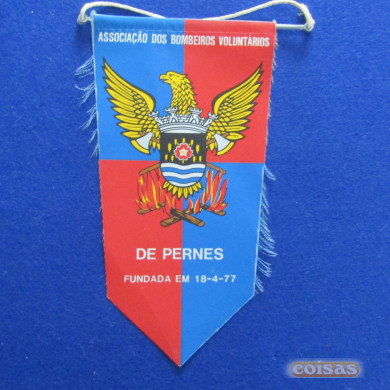 ASSOCIAÇÃO DOS BOMBEIROS VOLUNTÁRIOS
DE PERNES
FUNDADA EM 18-4-77
coisas